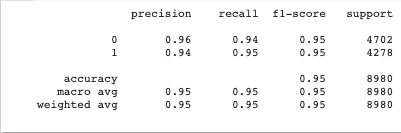 precision recall f1-score support
0 0.96 0.94 0.95 4702
1 0.94 0.95 0.95 4278
accuracy 0.95 8980
macro avg 0.95 0.95 0.95 8980
weighted avg 0.95 0.95 0.95 8980